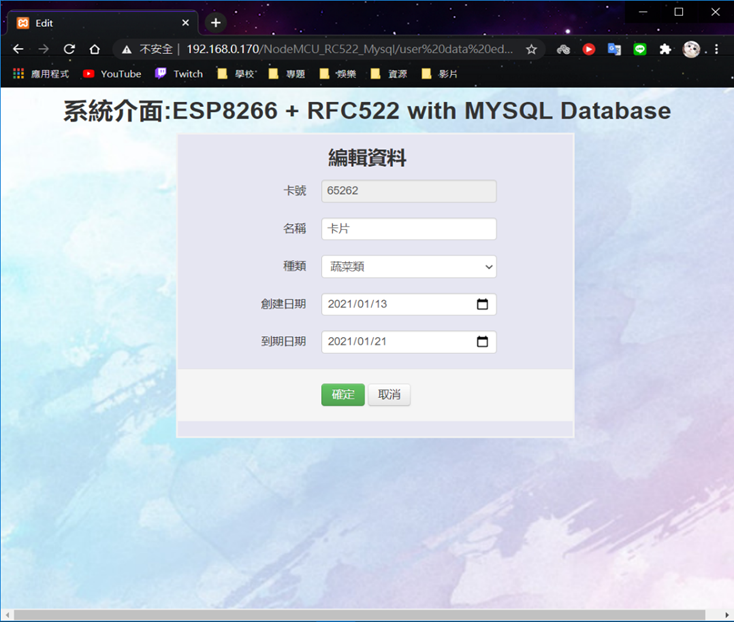 Edit
不安全 | 192.168.0.170/NodeMCU_RC522_Mysql/user%20data%20ed...
應用程式 YouTube Twitch 學校 專題 娛樂 資源 影片
系統介面:ESP8266 + RFC522 with MYSQL Database
編輯資料
卡號 65262
名稱 卡片
種類 蔬菜類
創建日期 2021/01/13
到期日期 2021/01/21
確定 取消